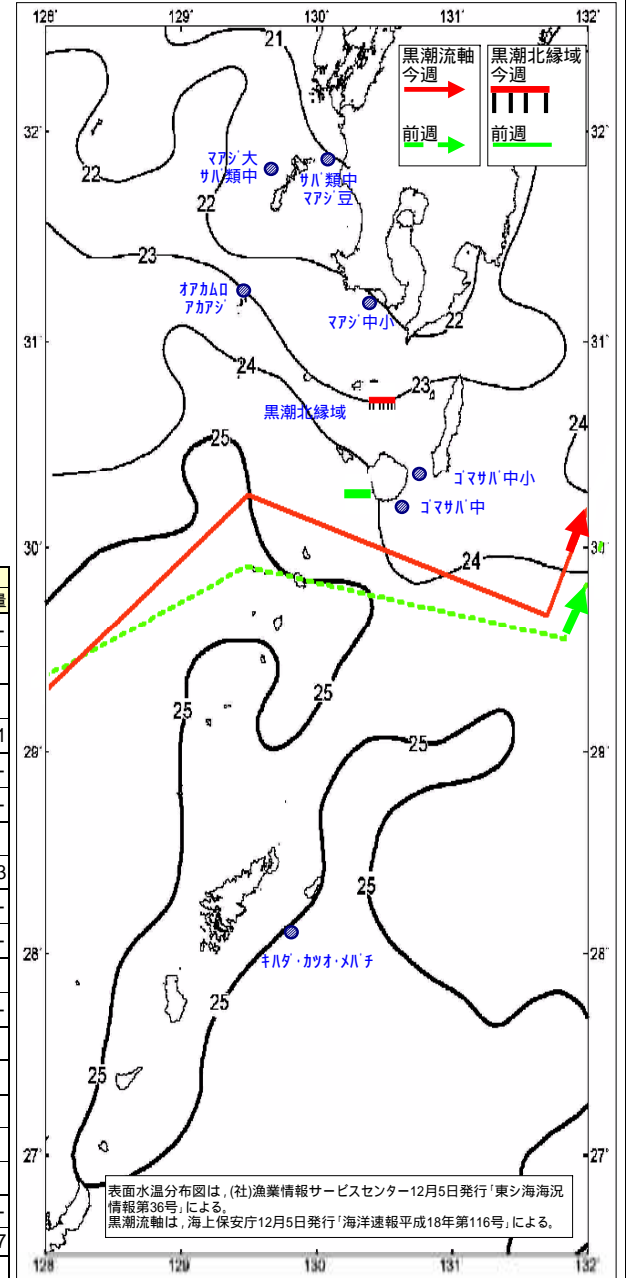 128° 129° 130° 131° 132°
黒潮流軸
今週
前週
黒潮北縁域
今週
前週
21
32°
32°
マアジ大
サバ類中
サバ類中
マアジ豆
22
22
23
オアカムロ
アカアジ
マアジ中小
22
31°
31°
24
23
黒潮北縁域
24
25
ゴマサバ中小
ゴマサバ中
30°
30°
24
量
25
25
29°
25
29°
1
25
3
28°
キハダ・カツオ・メバチ
28°
25
25
27°
27°
表面水温分布図は,(社)漁業情報サービスセンター12月5日発行「東シ海海況
情報第36号」による。
黒潮流軸は,海上保安庁12月5日発行「海洋速報平成18年第116号」による。
7
128° 129° 130° 131° 132°